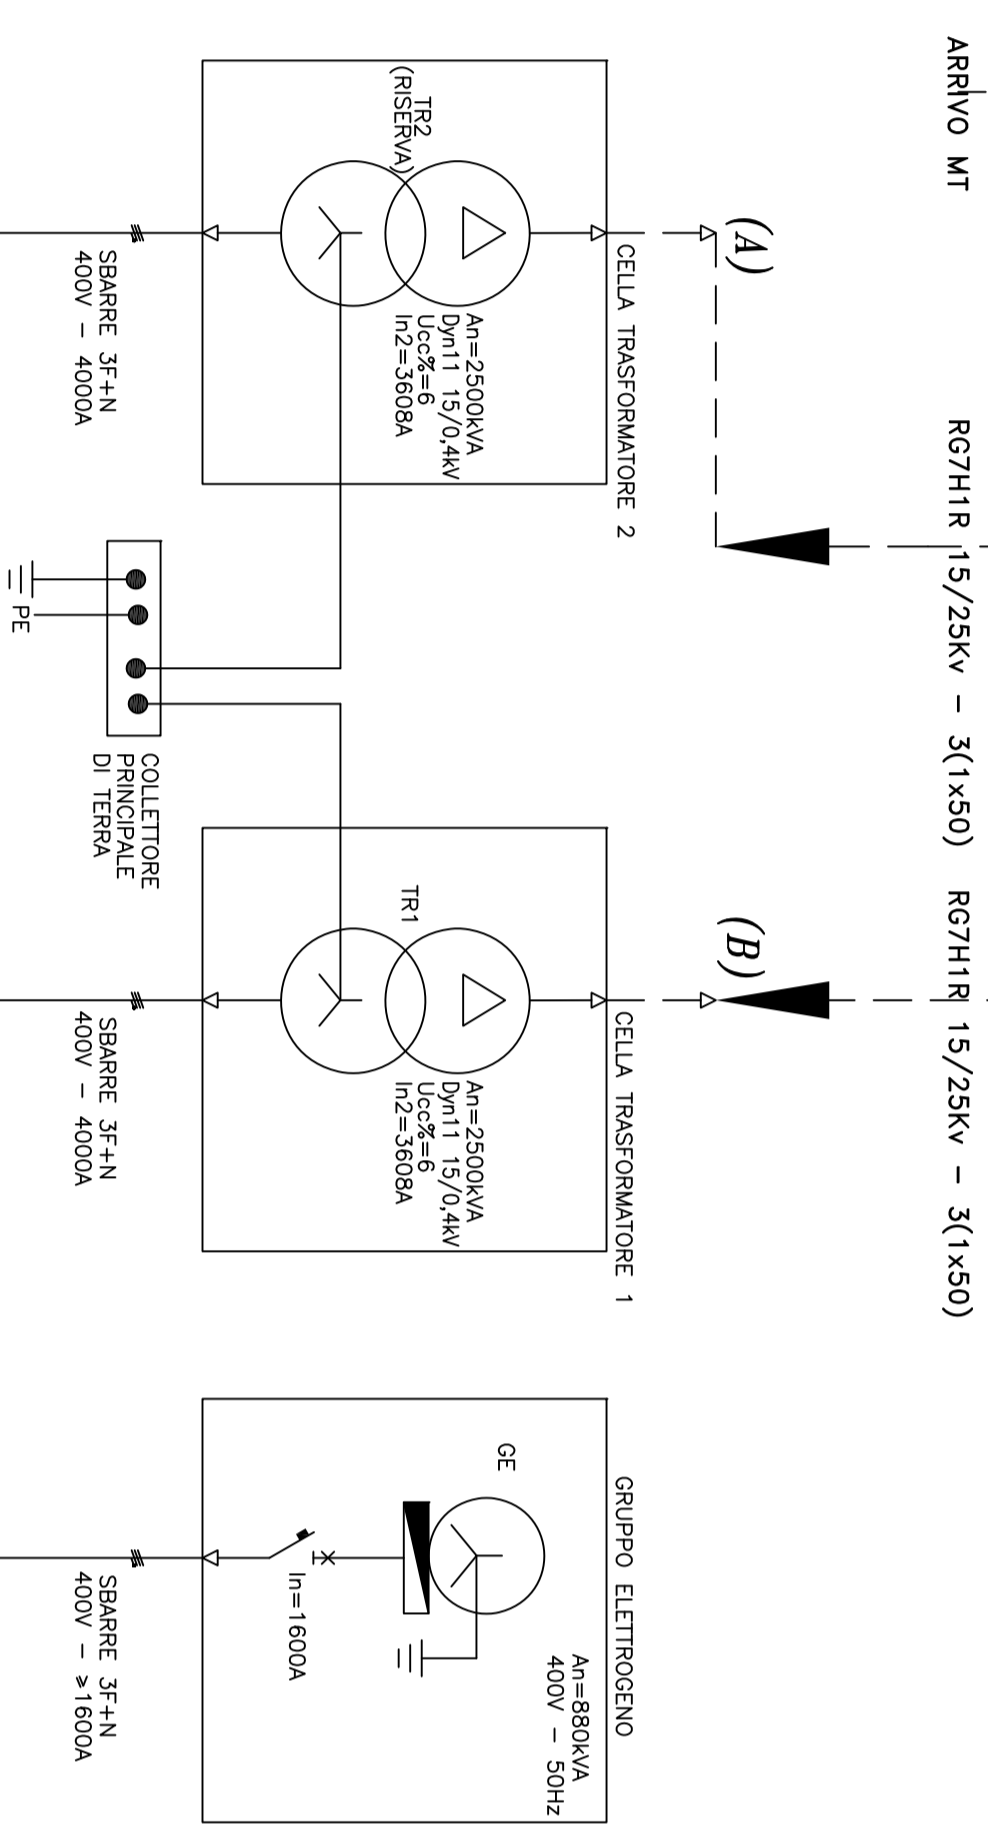 ARRIVO MT
RG7H1R 15/25Kv - 3(1x50)
RG7H1R 15/25Kv - 3(1x50)
(A)
(B)
CELLA TRASFORMATORE 2
TR2
(RISERVA)
An=2500kVA
Dyn11 15/0,4kV
Ucc%=6
In2=3608A
SBARRE 3F+N
400V - 4000A
PE
COLLETTORE
PRINCIPALE
DI TERRA
CELLA TRASFORMATORE 1
TR1
An=2500kVA
Dyn11 15/0,4kV
Ucc%=6
In2=3608A
SBARRE 3F+N
400V - 4000A
GRUPPO ELETTROGENO
GE
An=880kVA
400V - 50Hz
In=1600A
SBARRE 3F+N
400V - ≥1600A